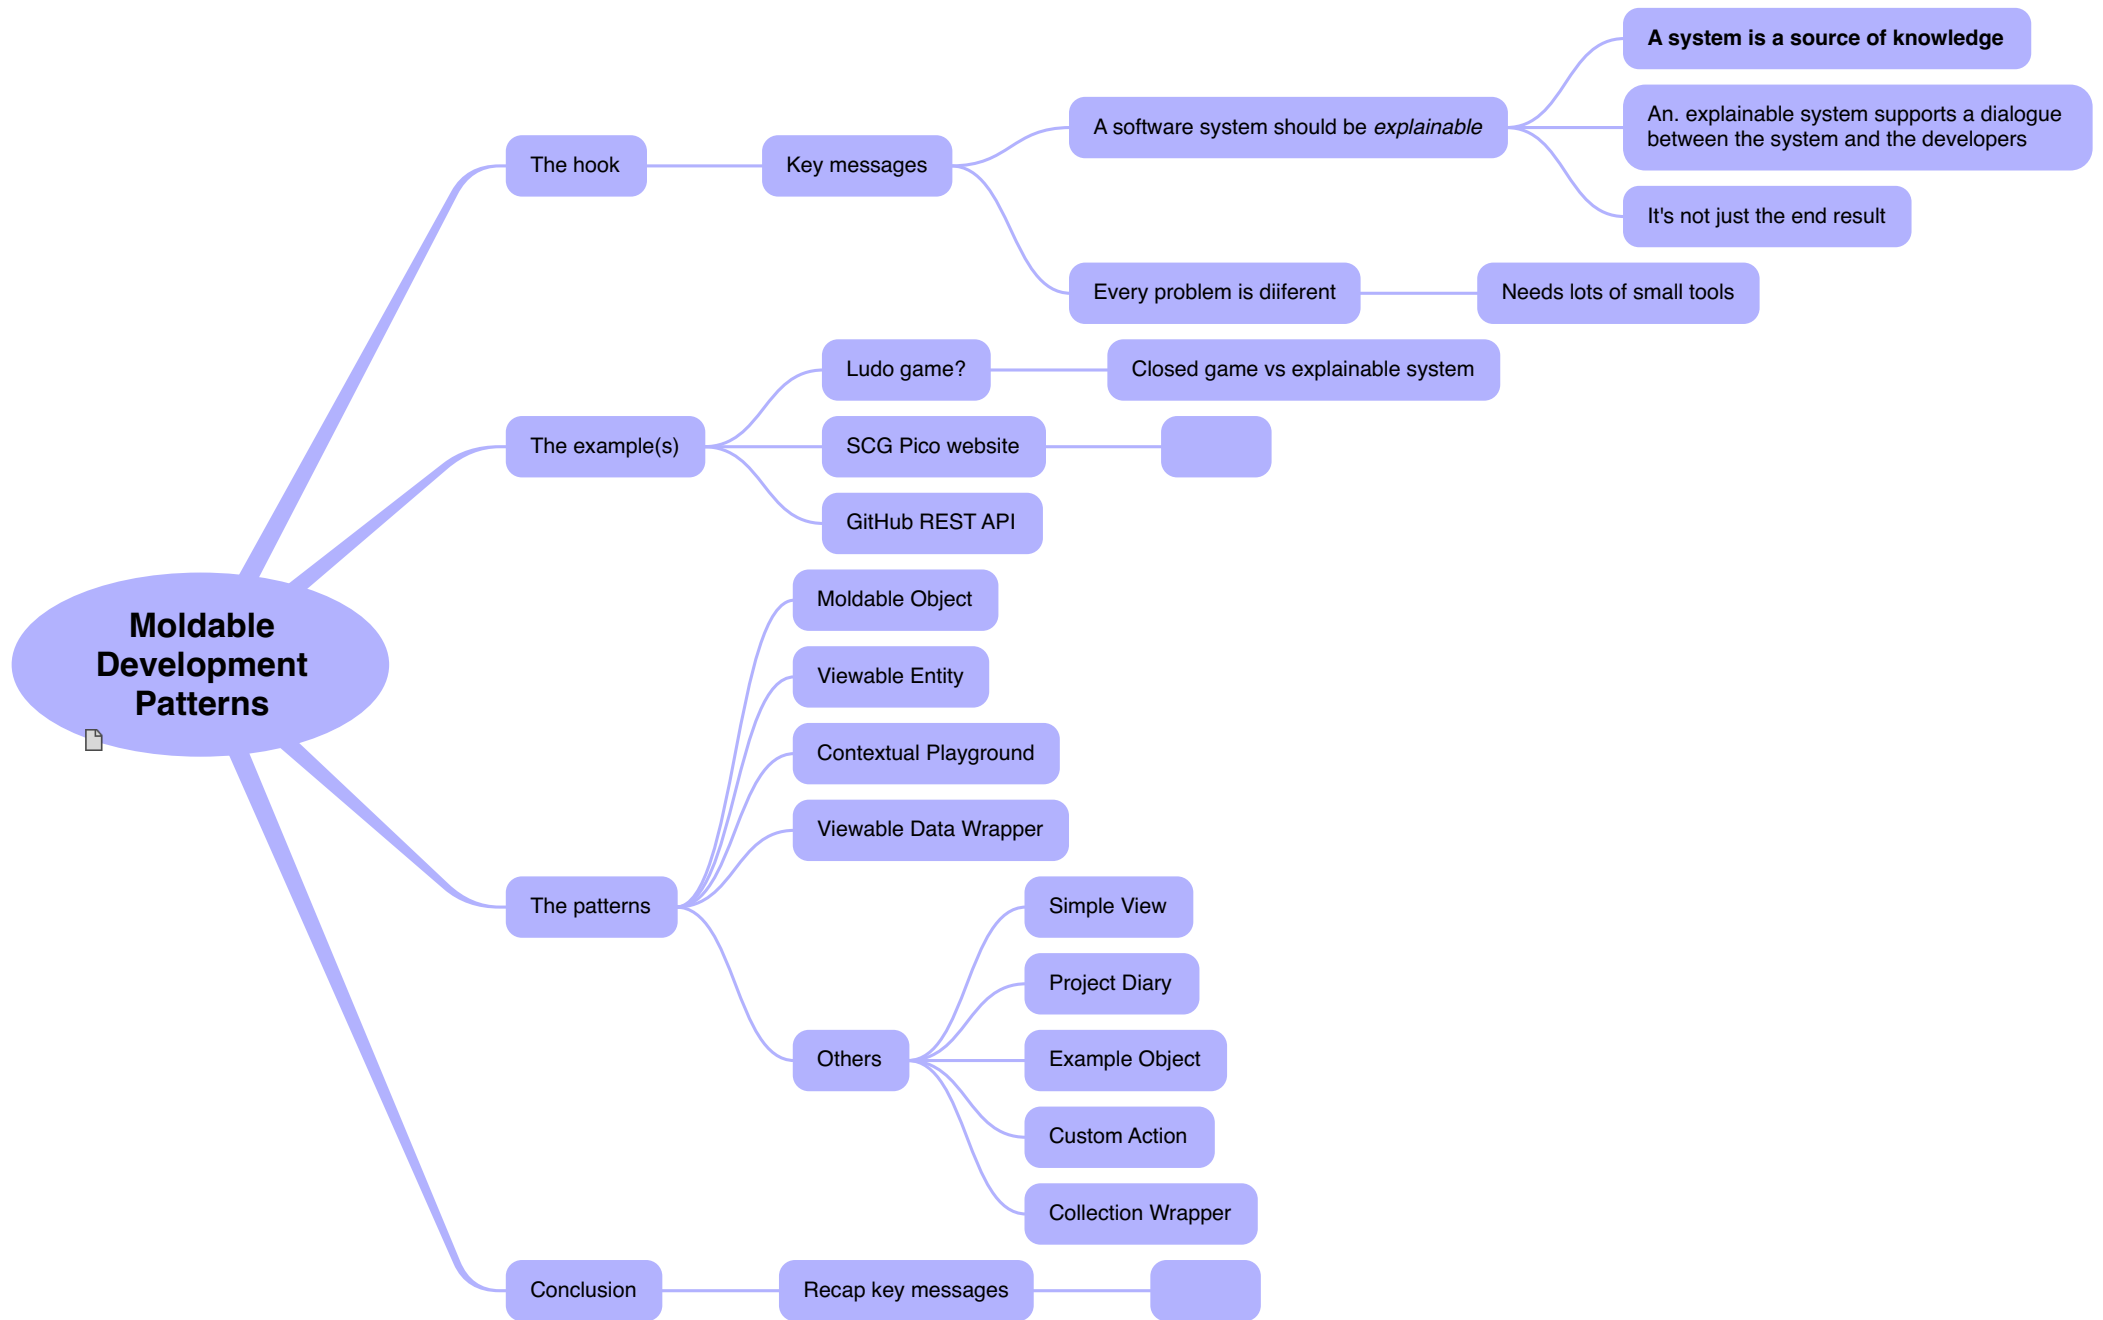 Moldable
Development
Patterns
The hook
Key messages
A software system should be explainable
A system is a source of knowledge
An. explainable system supports a dialogue
between the system and the developers
It's not just the end result
Every problem is diiferent
Needs lots of small tools
The example(s)
Ludo game?
Closed game vs explainable system
SCG Pico website
GitHub REST API
The patterns
Moldable Object
Viewable Entity
Contextual Playground
Viewable Data Wrapper
Others
Simple View
Project Diary
Example Object
Custom Action
Collection Wrapper
Conclusion
Recap key messages